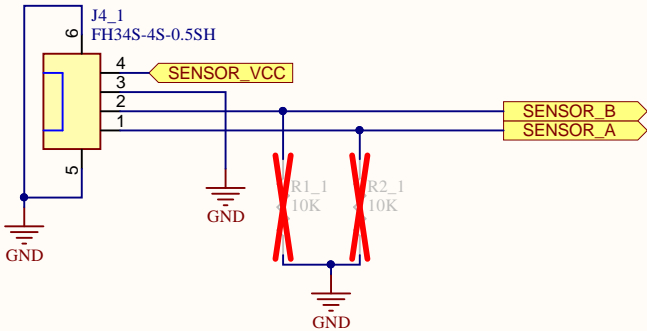 J4_1
FH34S-4S-0.5SH
6
4
SENSOR_VCC
3
2
SENSOR_B
1
SENSOR_A
5
R1_1
10K
R2_1
10K
GND
GND
GND